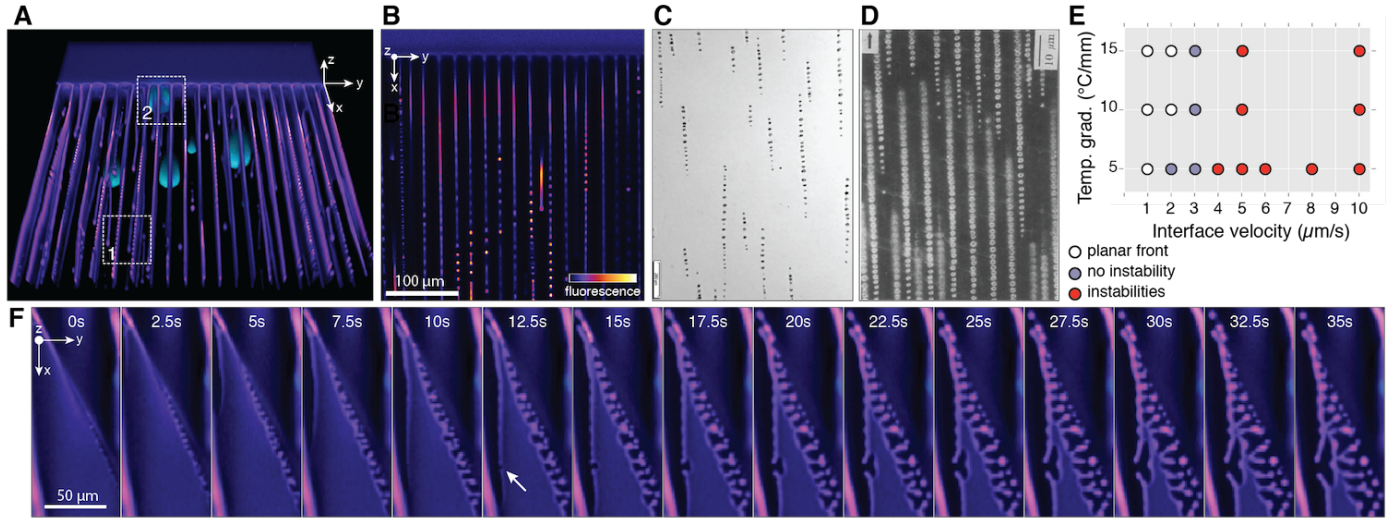 A
B
C
D
E
z
y
x
2
1
z
y
x
B
100 µm
fluorescence
10 µm
Temp. grad. (°C/mm)
15
10
5
1 2 3 4 5 6 7 8 10
Interface velocity (µm/s)
planar front
no instability
instabilities
F
0s 2.5s 5s 7.5s 10s 12.5s 15s 17.5s 20s 22.5s 25s 27.5s 30s 32.5s 35s
z
y
x
50 µm